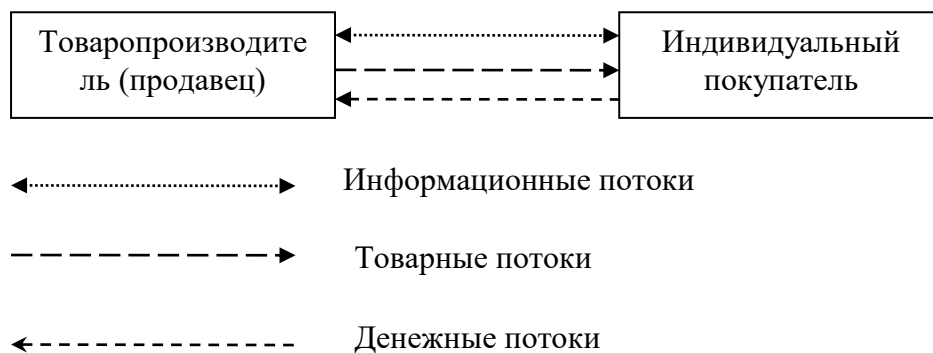 Товаропроизводите
ль (продавец)
Индивидуальный
покупатель
Информационные потоки
Товарные потоки
Денежные потоки